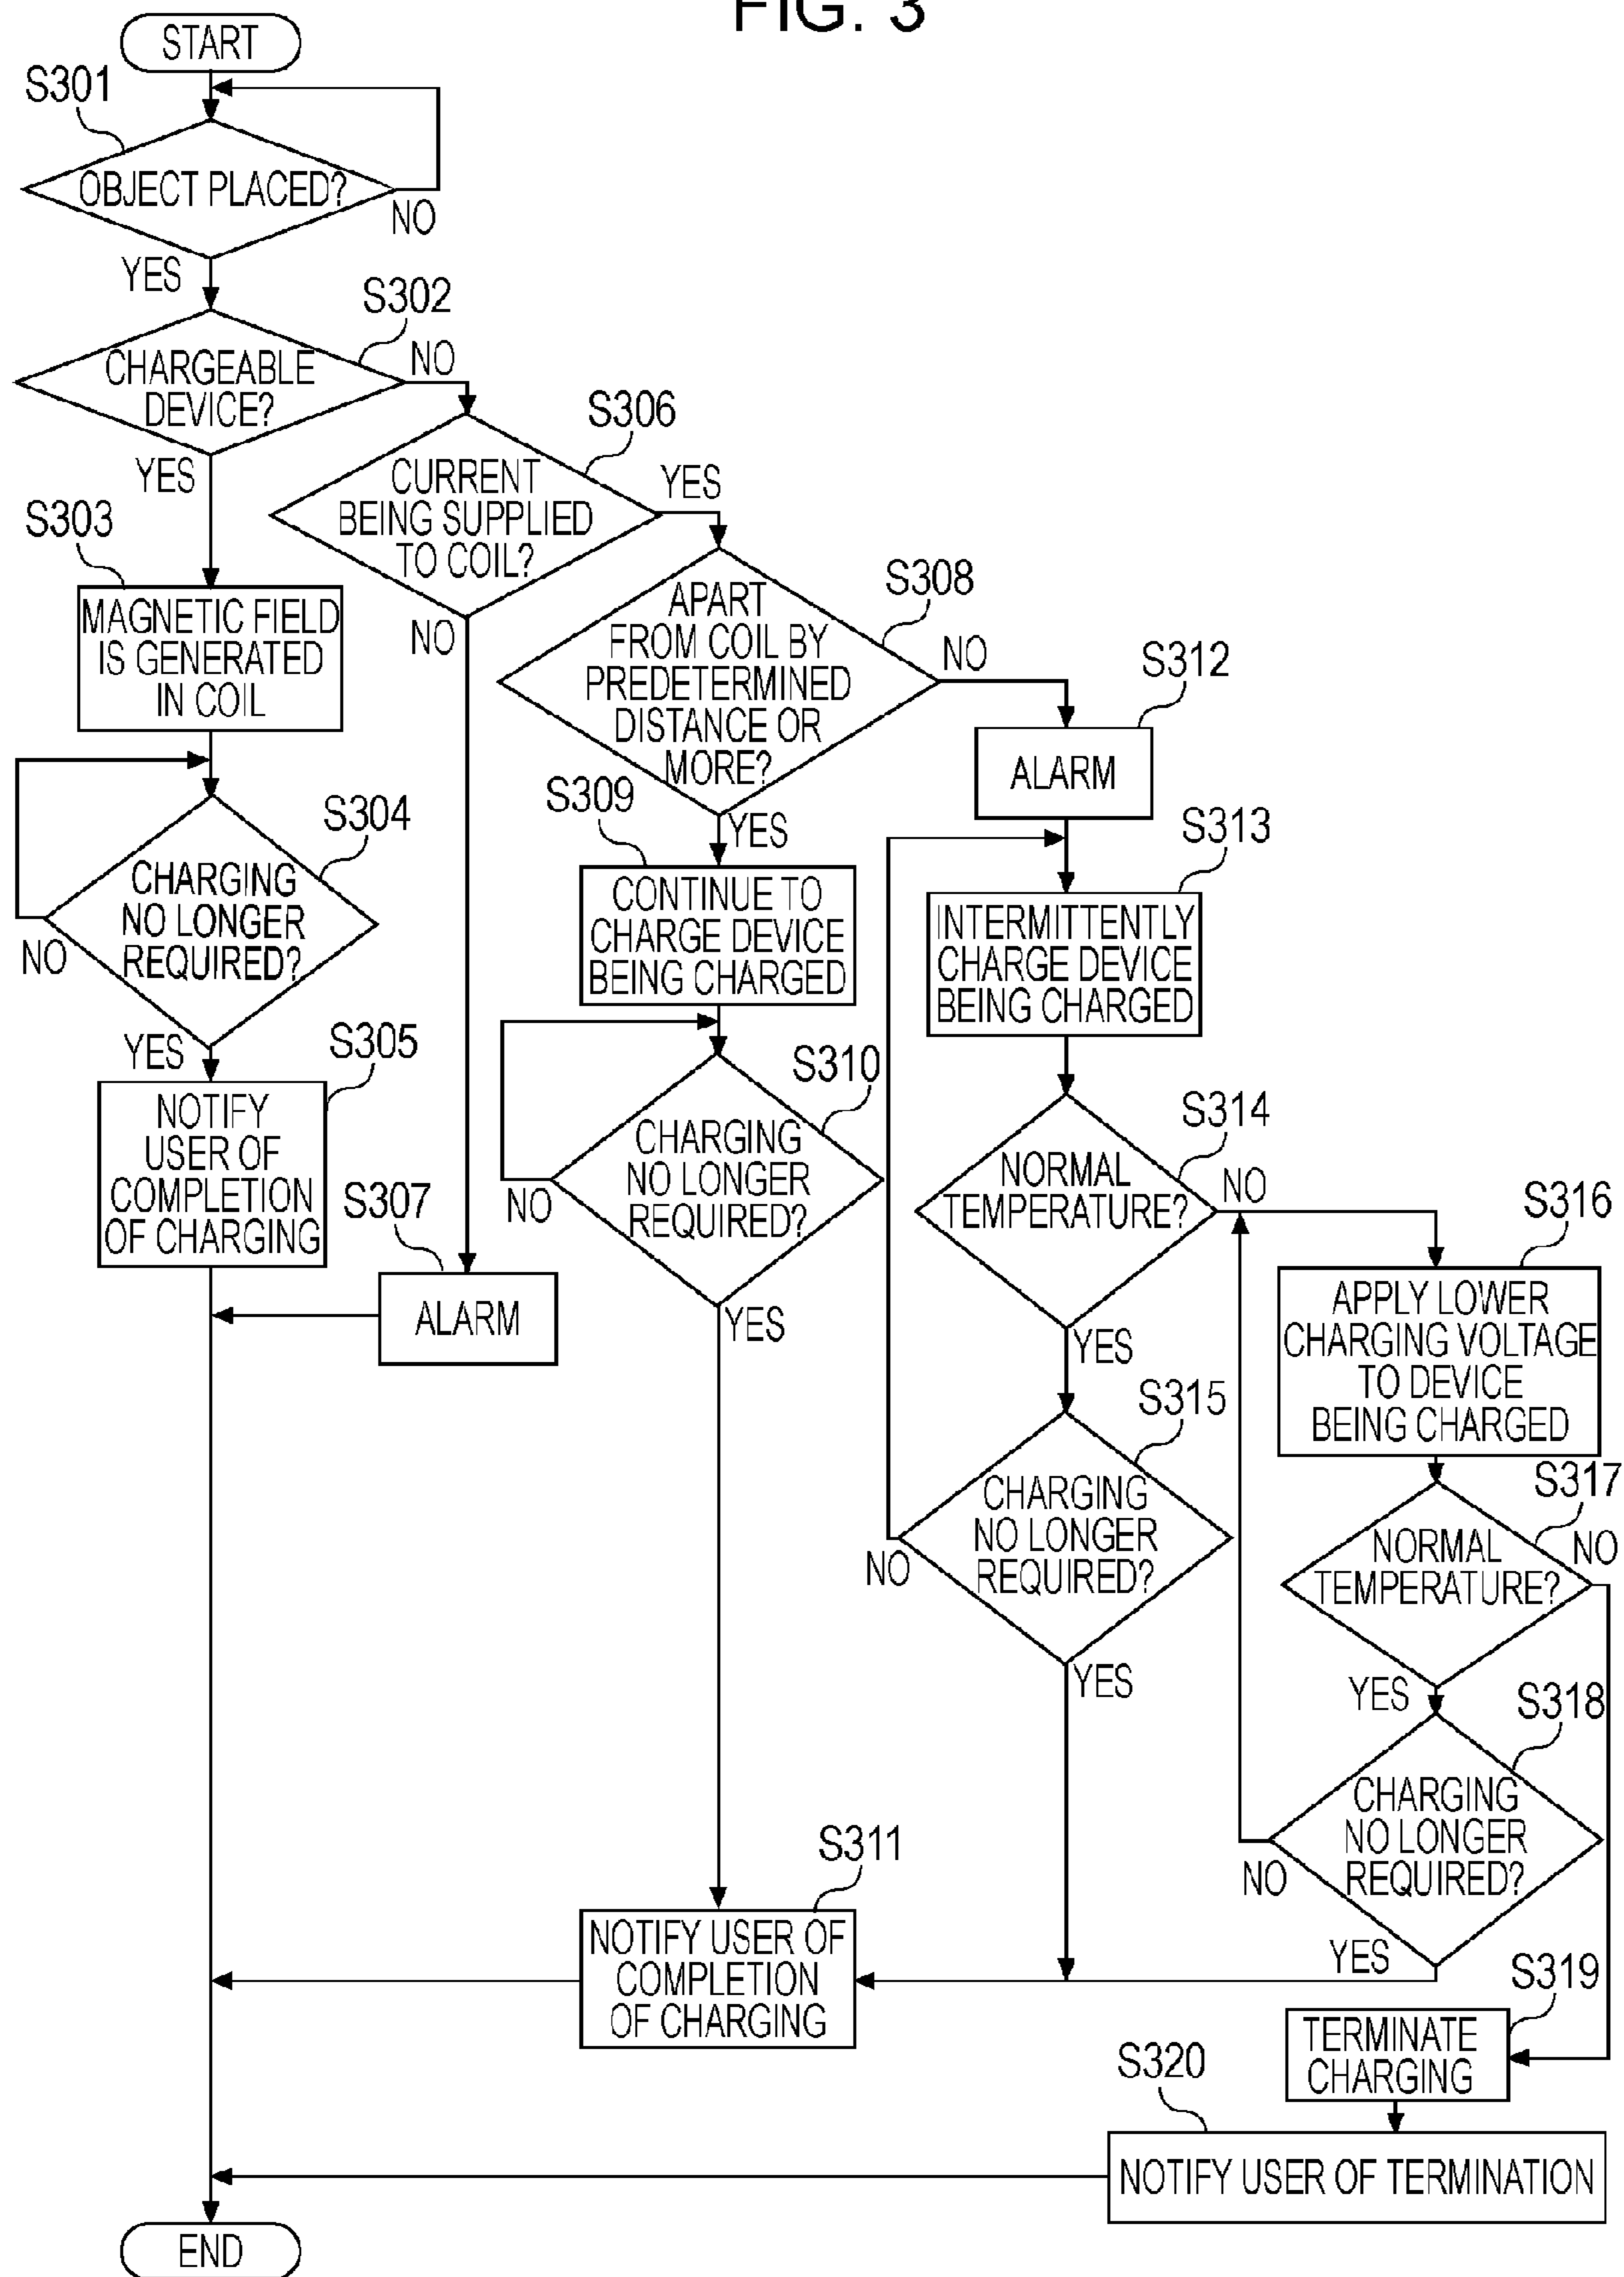 FIG. 3
START
S301
OBJECT PLACED?
NO
YES
S302
CHARGEABLE
DEVICE?
NO
YES
S303
MAGNETIC FIELD
IS GENERATED
IN COIL
S304
CHARGING
NO LONGER
REQUIRED?
NO
YES
S305
NOTIFY
USER OF
COMPLETION
OF CHARGING
S306
CURRENT
BEING SUPPLIED
TO COIL?
YES
NO
S307
ALARM
S308
APART
FROM COIL BY
PREDETERMINED
DISTANCE OR
MORE?
NO
YES
S309
CONTINUE TO
CHARGE DEVICE
BEING CHARGED
S310
CHARGING
NO LONGER
REQUIRED?
NO
YES
S311
NOTIFY USER OF
COMPLETION
OF CHARGING
S312
ALARM
S313
INTERMITTENTLY
CHARGE DEVICE
BEING CHARGED
S314
NORMAL
TEMPERATURE?
NO
YES
S315
CHARGING
NO LONGER
REQUIRED?
NO
YES
S316
APPLY LOWER
CHARGING VOLTAGE
TO DEVICE
BEING CHARGED
S317
NORMAL
TEMPERATURE?
NO
YES
S318
CHARGING
NO LONGER
REQUIRED?
NO
YES
S319
TERMINATE
CHARGING
S320
NOTIFY USER OF TERMINATION
END